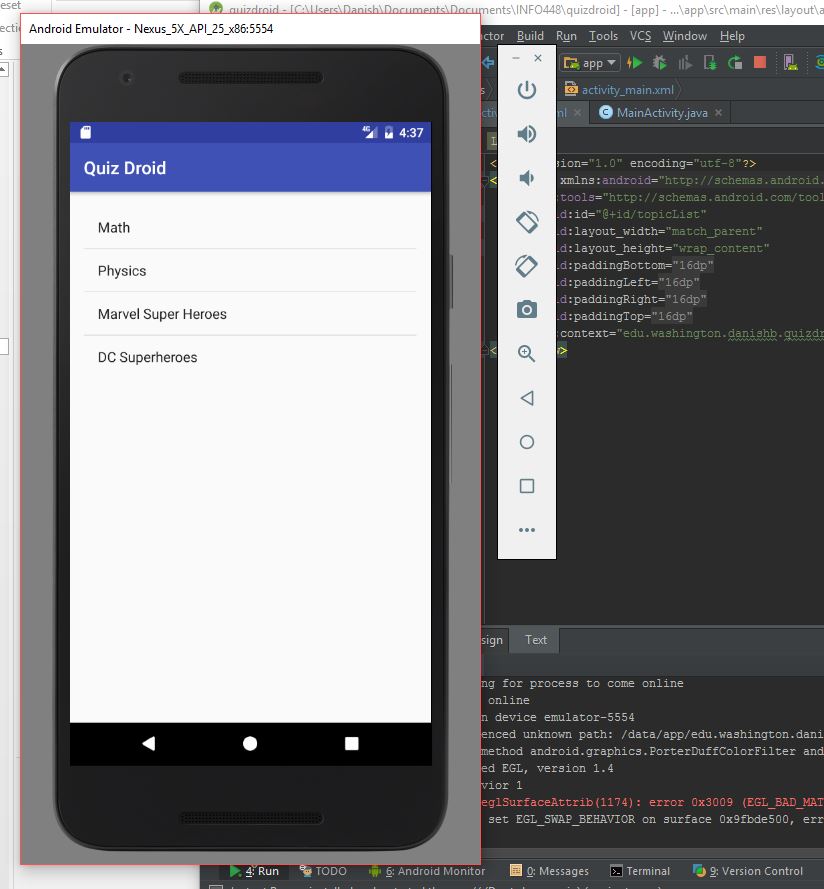 eset
quizdroid - [C:\Users\Danish\Documents\Documents\INFO448\quizdroid] - [app] - ...\app\src\main\res\layout\a
Android Emulator - Nexus_5X_API_25_x86:5554
actor Build Run Tools VCS Window Help
app
activity_main.xml
MainActivity.java
4G 4:37
Quiz Droid
Math
Physics
Marvel Super Heroes
DC Superheroes
sion="1.0" encoding="utf-8"?>
xmlns:android="http://schemas.android.
:tools="http://schemas.android.com/tool
d:id="@+id/topicList"
d:layout_width="match_parent"
d:layout_height="wrap_content"
d:paddingBottom="16dp"
d:paddingLeft="16dp"
d:paddingRight="16dp"
d:paddingTop="16dp"
:context="edu.washington.danishb.quizdr
>
sign Text
ng for process to come online
online
n device emulator-5554
enced unknown path: /data/app/edu.washington.dani
method android.graphics.PorterDuffColorFilter and
ed EGL, version 1.4
vior 1
eglSurfaceAttrib(1174): error 0x3009 (EGL_BAD_MAT
set EGL_SWAP_BEHAVIOR on surface 0x9fbde500, err
4: Run TODO 6: Android Monitor 0: Messages Terminal 9: Version Control